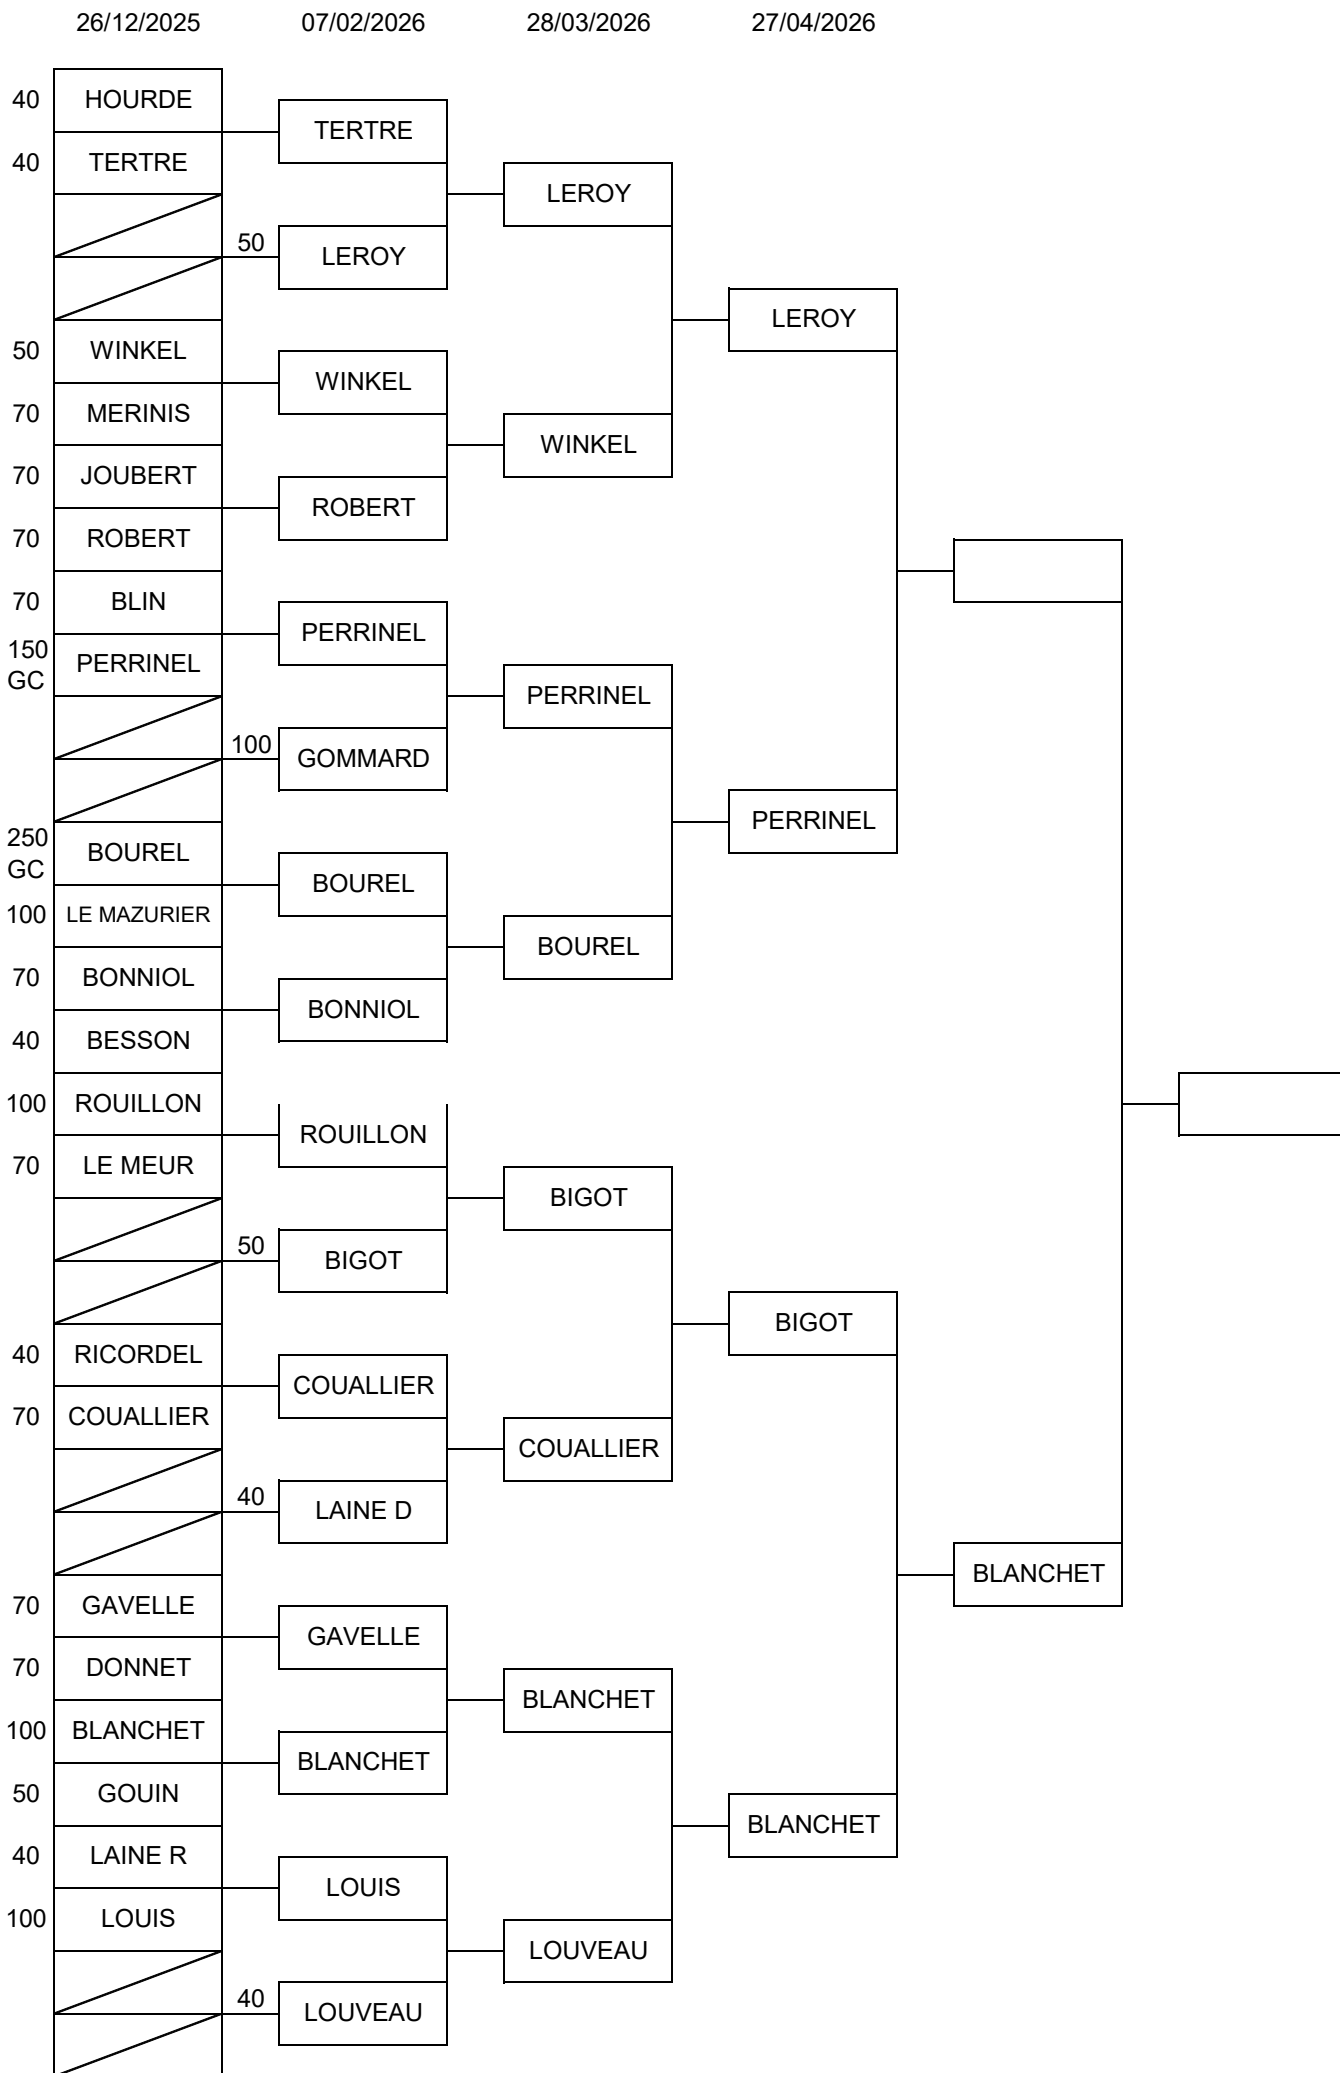 26/12/2025 07/02/2026 28/03/2026 27/04/2026
40 HOURDE
TERTRE
40 TERTRE
LEROY
50 LEROY
LEROY
50 WINKEL
WINKEL
70 MERINIS
WINKEL
70 JOUBERT
ROBERT
70 ROBERT
70 BLIN
PERRINEL
150
GC
PERRINEL
PERRINEL
100 GOMMARD
PERRINEL
250
GC
BOUREL
BOUREL
100 LE MAZURIER
BOUREL
70 BONNIOL
BONNIOL
40 BESSON
100 ROUILLON
ROUILLON
70 LE MEUR
BIGOT
50 BIGOT
BIGOT
40 RICORDEL
COUALLIER
70 COUALLIER
COUALLIER
40 LAINE D
BLANCHET
70 GAVELLE
GAVELLE
70 DONNET
BLANCHET
100 BLANCHET
BLANCHET
50 GOUIN
BLANCHET
40 LAINE R
LOUIS
100 LOUIS
LOUVEAU
40 LOUVEAU